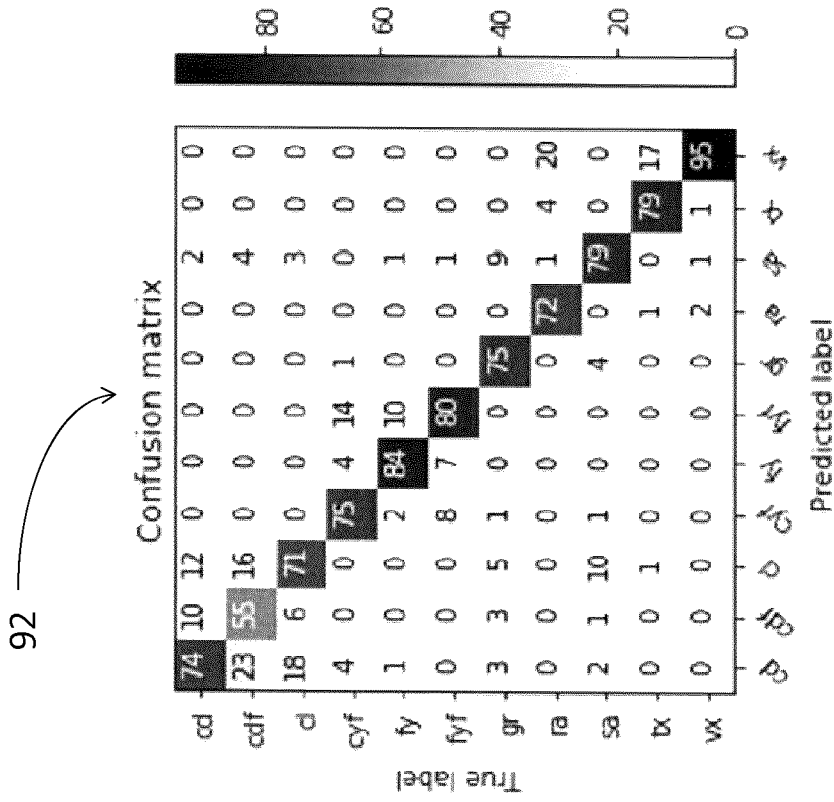 92
Confusion matrix
cd 74 10 12 0 0 0 0 0 2 0 0
cdf 23 55 16 0 0 0 0 0 4 0 0
cl 18 6 71 0 0 0 0 0 3 0 0
cyf 4 0 0 75 4 14 1 0 0 0 0
fy 1 0 0 2 84 10 0 0 1 0 0
fyf 0 0 0 8 7 80 0 0 1 0 0
gr 3 3 5 1 0 0 75 0 9 0 0
ra 0 0 0 0 0 0 0 72 1 4 20
sa 2 1 10 1 0 0 4 0 79 0 0
tx 0 0 1 0 0 0 0 1 0 79 17
vx 0 0 0 0 0 0 0 2 1 1 95
True label
Predicted label
80
60
40
20
0